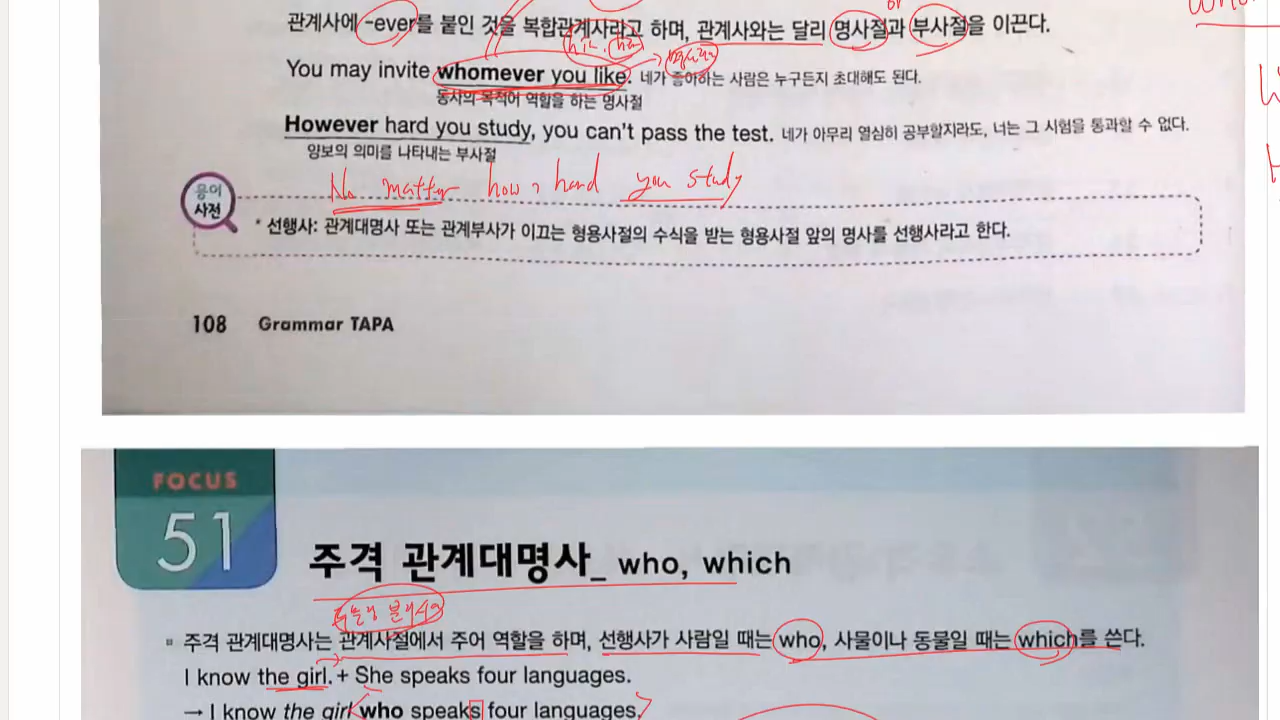 관계사에 -ever를 붙인 것을 복합관계사라고 하며, 관계사와는 달리 명사절과 부사절을 이끈다.
or
You may invite whomever you like. 네가 좋아하는 사람은 누구든지 초대해도 된다.
동사의 목적어 역할을 하는 명사절
However hard you study, you can't pass the test. 네가 아무리 열심히 공부할지라도, 너는 그 시험을 통과할 수 없다.
양보의 의미를 나타내는 부사절
No matter how, hard you study
용어
사전
* 선행사: 관계대명사 또는 관계부사가 이끄는 형용사절의 수식을 받는 형용사절 앞의 명사를 선행사라고 한다.
108 Grammar TAPA
FOCUS
51
주격 관계대명사_ who, which
주격 관계대명사는 관계사절에서 주어 역할을 하며, 선행사가 사람일 때는 who, 사물이나 동물일 때는 which를 쓴다.
I know the girl. + She speaks four languages.
→ I know the girl who speaks four languages.